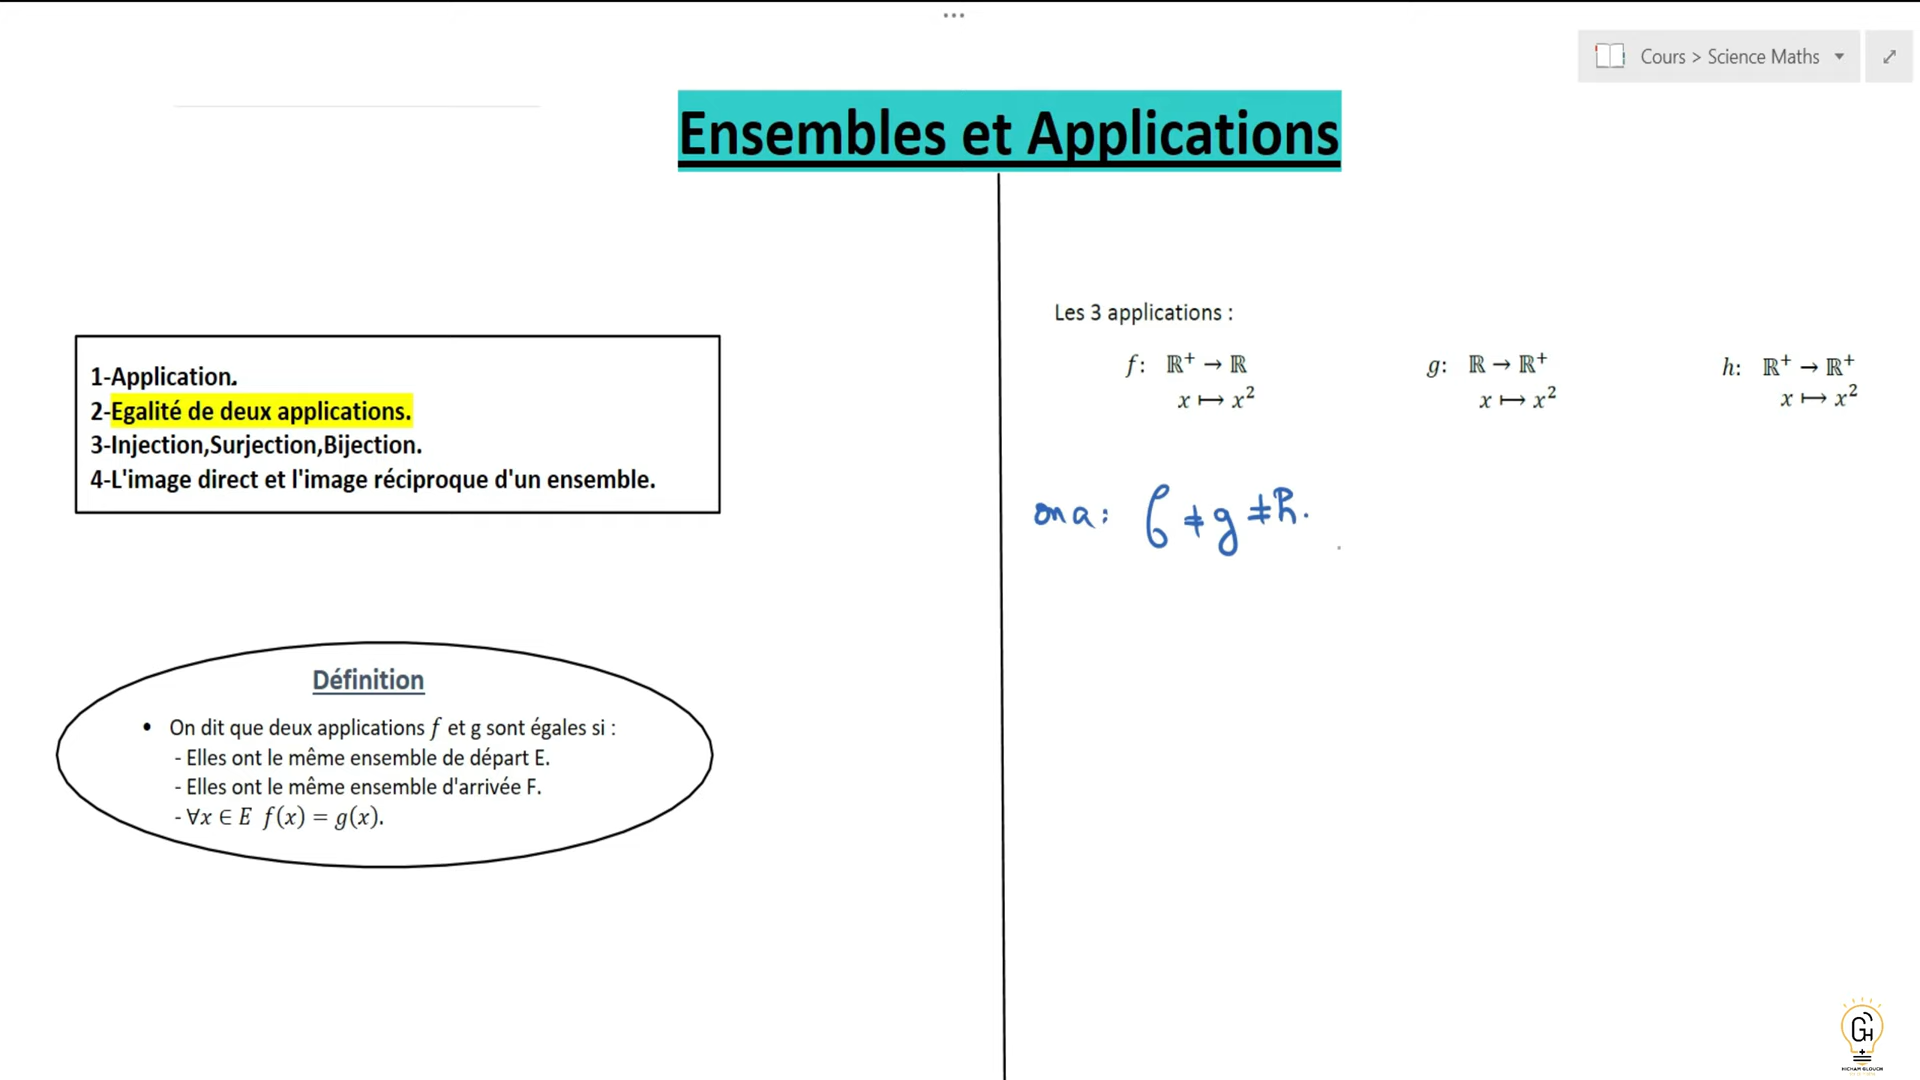 Cours > Science Maths
Ensembles et Applications
1-Application.
2-Egalité de deux applications.
3-Injection,Surjection,Bijection.
4-L'image direct et l'image réciproque d'un ensemble.
Définition
• On dit que deux applications f et g sont égales si :
- Elles ont le même ensemble de départ E.
- Elles ont le même ensemble d'arrivée F.
- ∀x ∈ E f(x) = g(x).
Les 3 applications :
f: ℝ⁺ → ℝ
x ↦ x²
g: ℝ → ℝ⁺
x ↦ x²
h: ℝ⁺ → ℝ⁺
x ↦ x²
on a : f ≠ g ≠ h.
GH